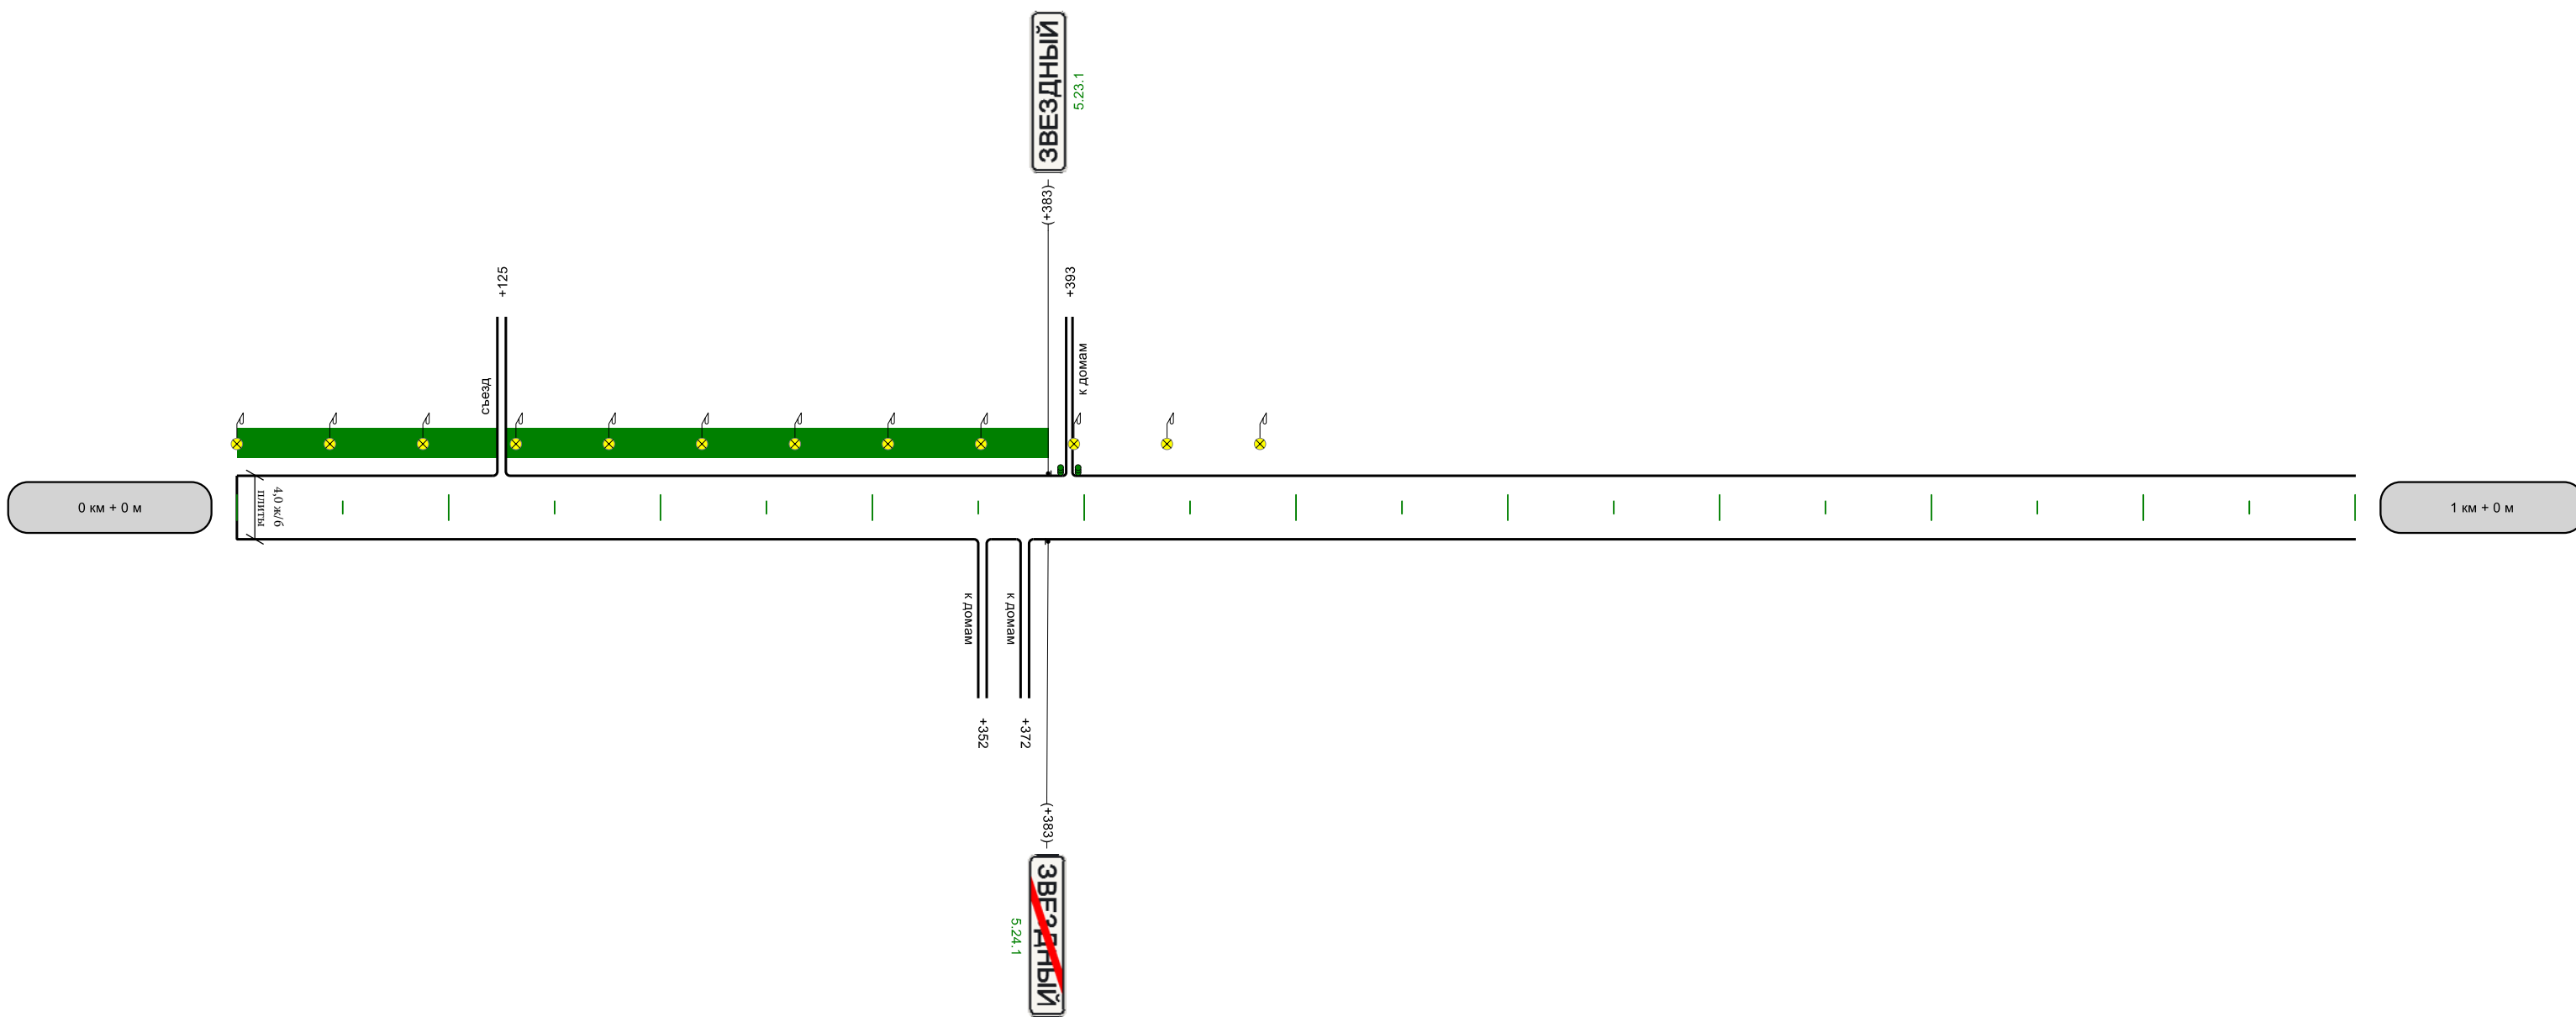 ЗВЕЗДНЫЙ
5.23.1
(+383)
+125
+393
съезд
к домам
0 км + 0 м
4,0 ж/б
плиты
1 км + 0 м
к домам
к домам
+352
+372
(+383)
5.24.1
ЗВЕЗДНЫЙ